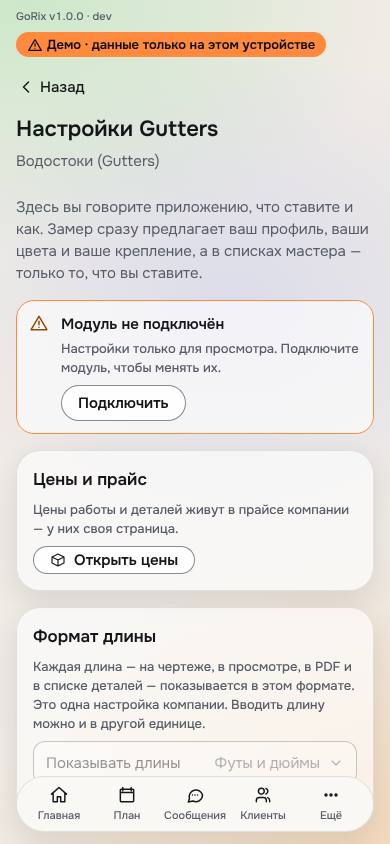 GoRix v1.0.0 · dev
Демо · данные только на этом устройстве
Назад
Настройки Gutters
Водостоки (Gutters)
Здесь вы говорите приложению, что ставите и
как. Замер сразу предлагает ваш профиль, ваши
цвета и ваше крепление, а в списках мастера —
только то, что вы ставите.
Модуль не подключён
Настройки только для просмотра. Подключите
модуль, чтобы менять их.
Подключить
Цены и прайс
Цены работы и деталей живут в прайсе компании
— у них своя страница.
Открыть цены
Формат длины
Каждая длина — на чертеже, в просмотре, в PDF и
в списке деталей — показывается в этом формате.
Это одна настройка компании. Вводить длину
можно и в другой единице.
Показывать длины Футы и дюймы
Главная План Сообщения Клиенты Ещё